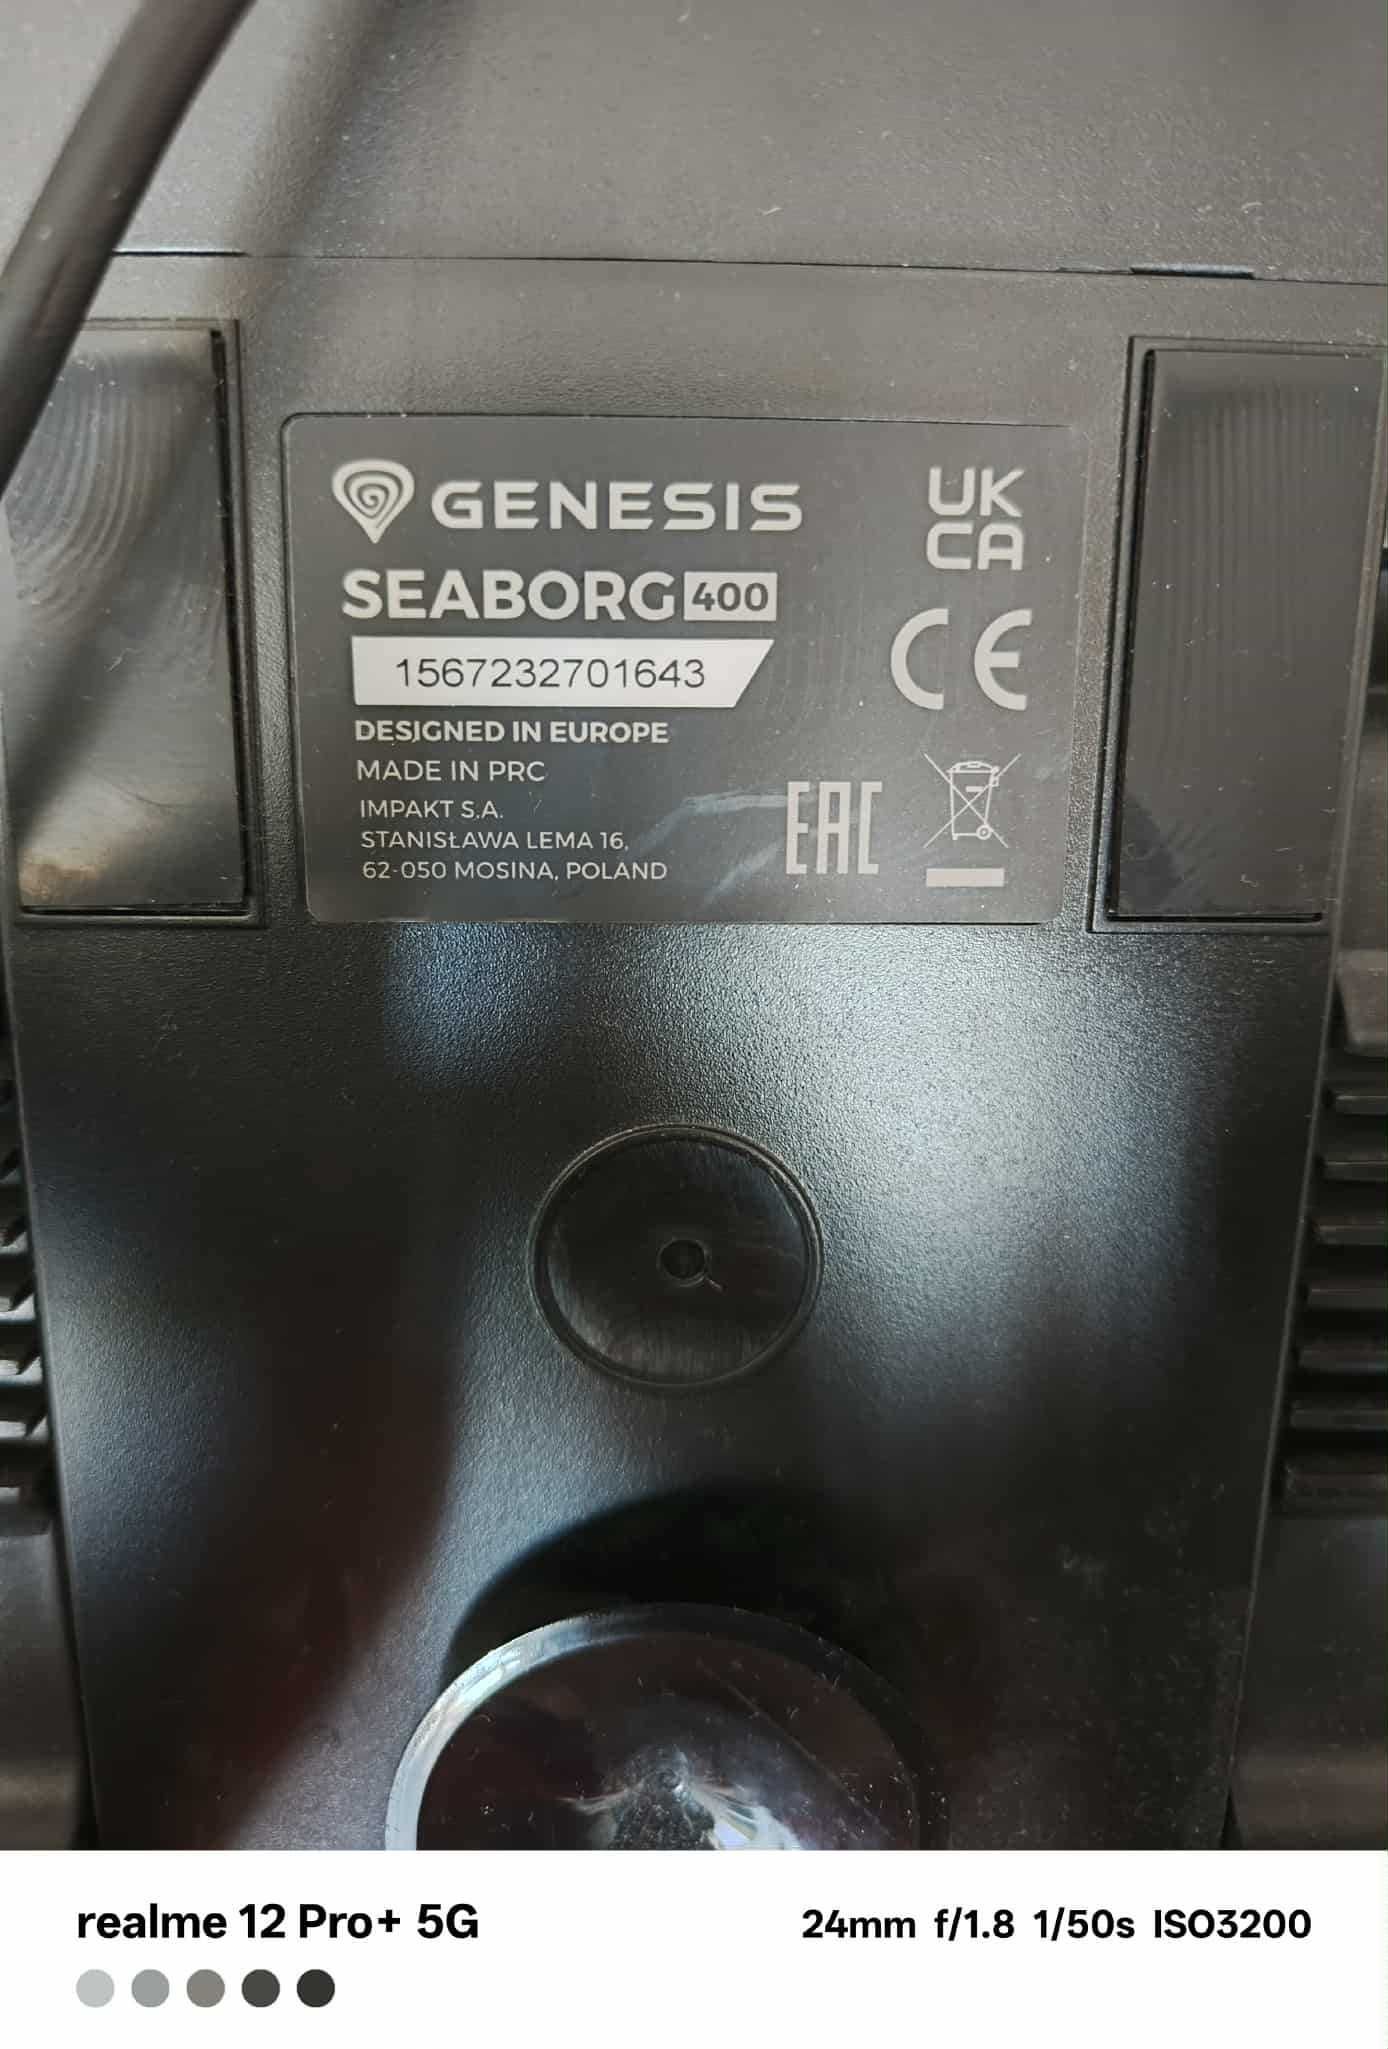 GENESIS
SEABORG 400
1567232701643
DESIGNED IN EUROPE
MADE IN PRC
IMPAKT S.A.
STANISŁAWA LEMA 16,
62-050 MOSINA, POLAND
UK
CA
CE
EAC
realme 12 Pro+ 5G
24mm f/1.8 1/50s ISO3200